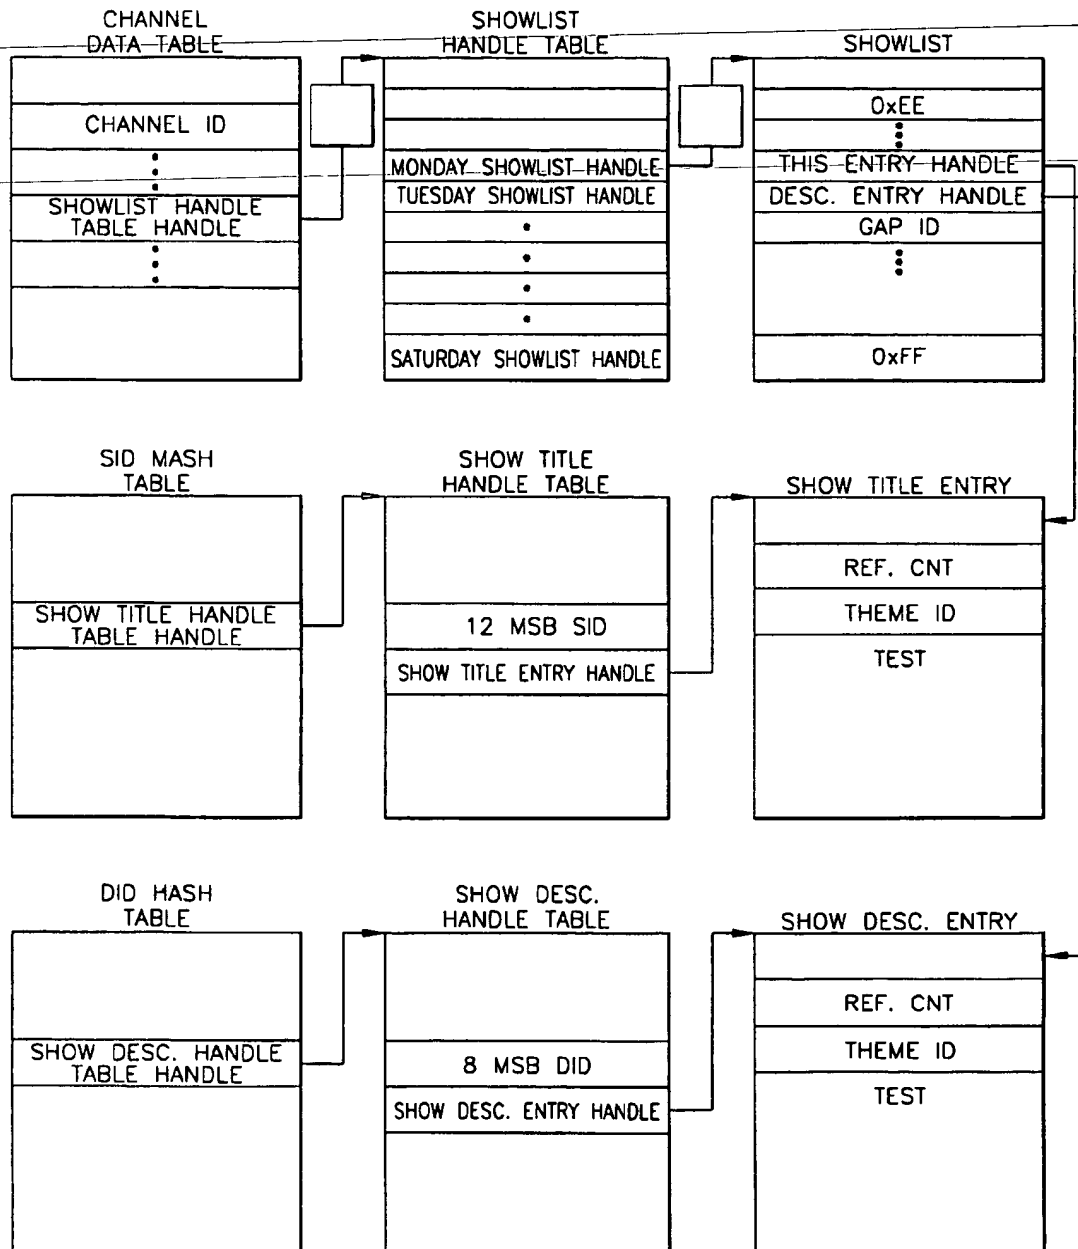 CHANNEL
DATA TABLE
CHANNEL ID
SHOWLIST HANDLE
TABLE HANDLE
SHOWLIST
HANDLE TABLE
MONDAY SHOWLIST HANDLE
TUESDAY SHOWLIST HANDLE
SATURDAY SHOWLIST HANDLE
SHOWLIST
0xEE
THIS ENTRY HANDLE
DESC. ENTRY HANDLE
GAP ID
0xFF
SID MASH
TABLE
SHOW TITLE HANDLE
TABLE HANDLE
SHOW TITLE
HANDLE TABLE
12 MSB SID
SHOW TITLE ENTRY HANDLE
SHOW TITLE ENTRY
REF. CNT
THEME ID
TEST
DID HASH
TABLE
SHOW DESC. HANDLE
TABLE HANDLE
SHOW DESC.
HANDLE TABLE
8 MSB DID
SHOW DESC. ENTRY HANDLE
SHOW DESC. ENTRY
REF. CNT
THEME ID
TEST